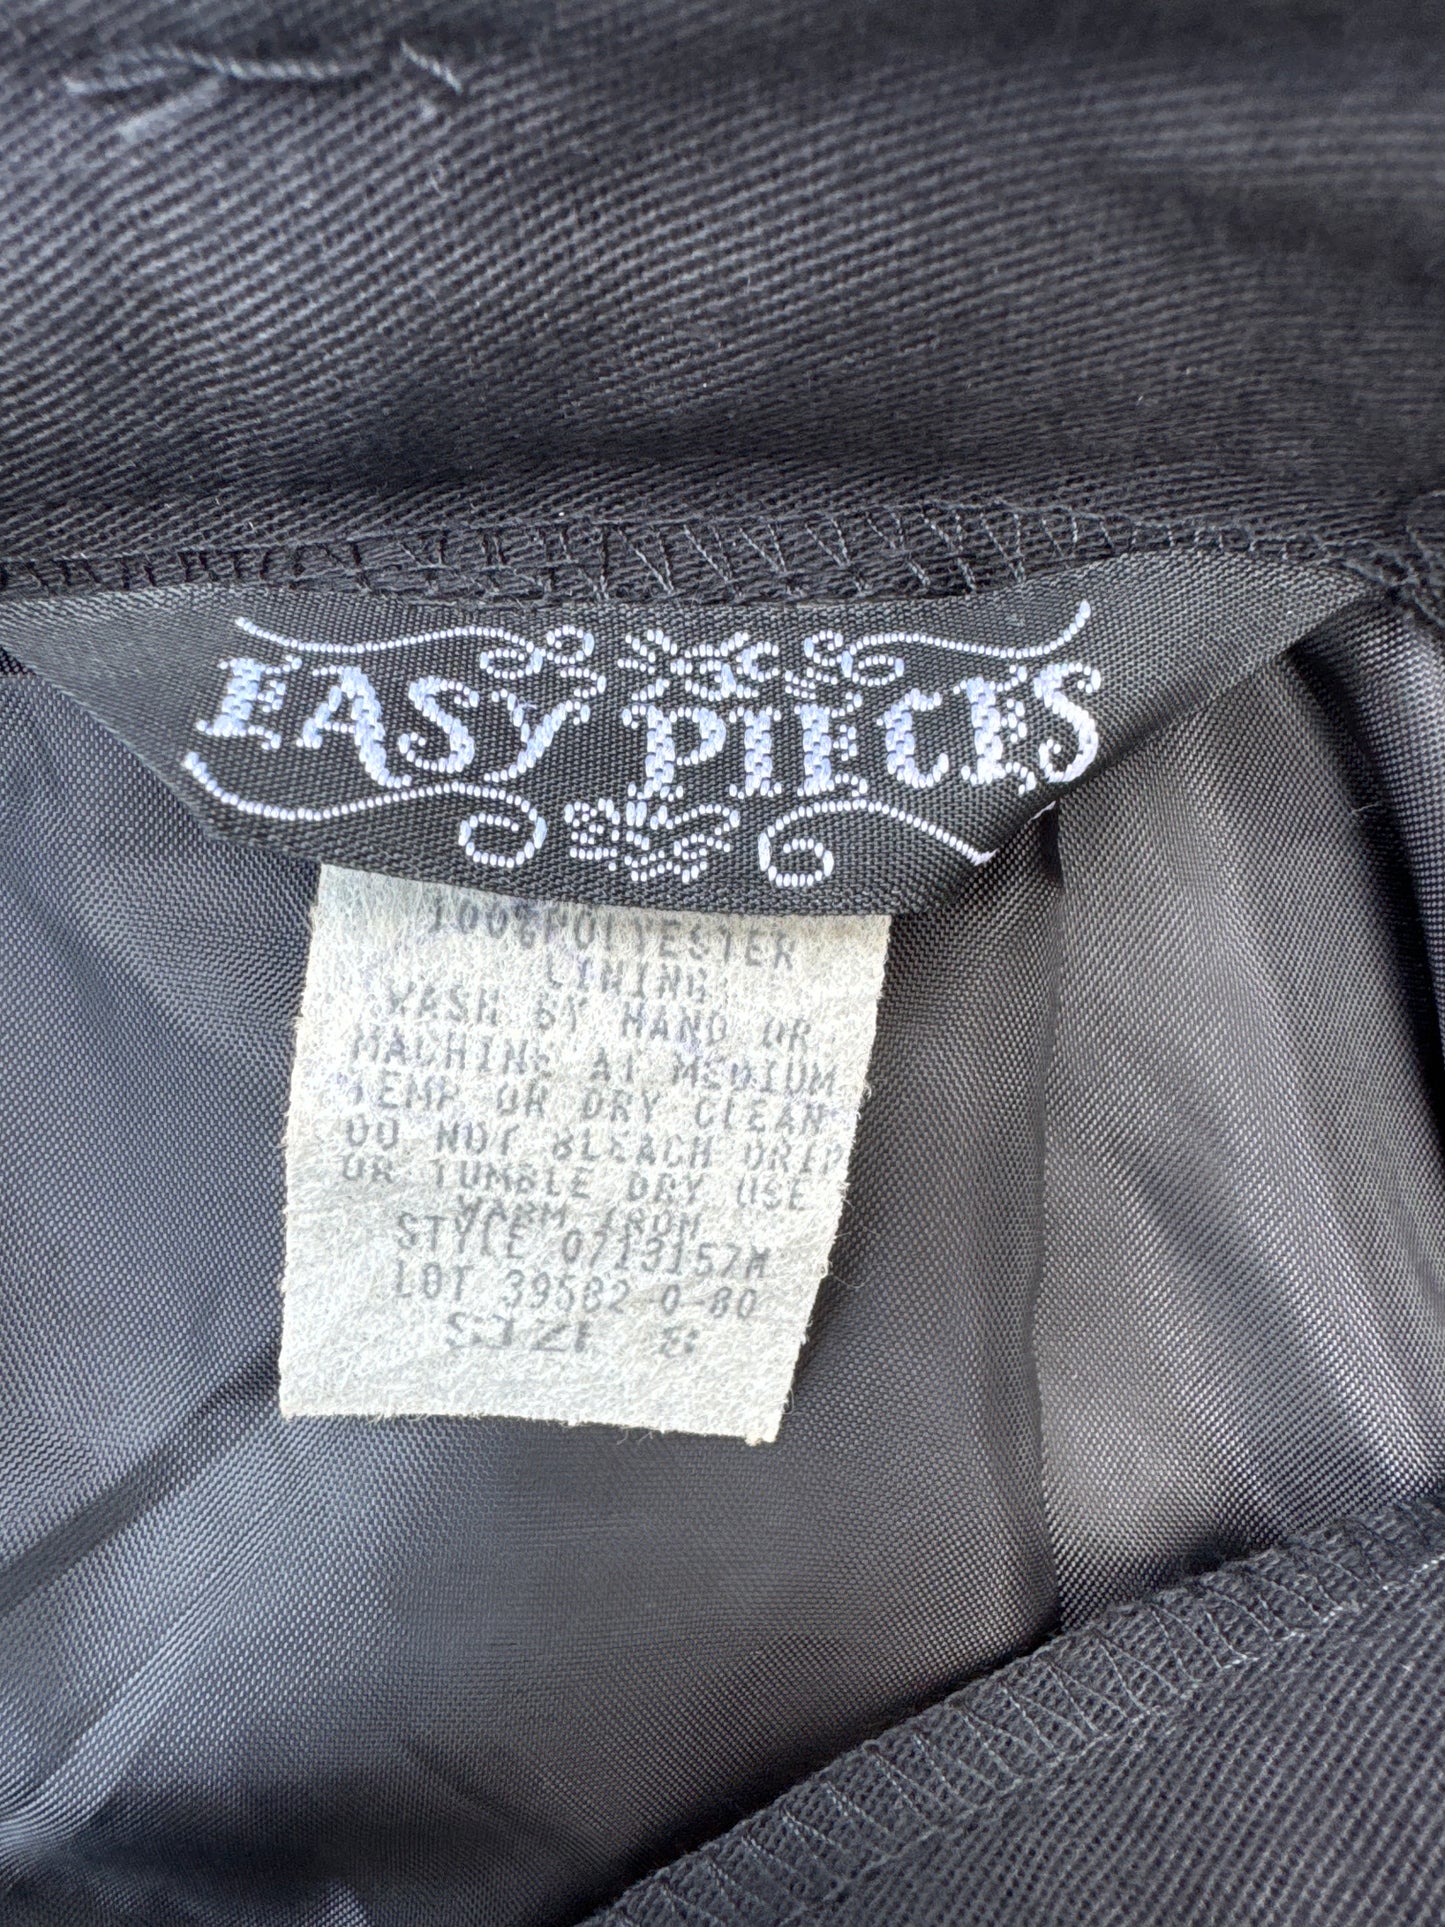 EASY PIECES
100% POLYESTER
LINING
WASH BY HAND OR
MACHINE AT MEDIUM
TEMP OR DRY CLEAN
DO NOT BLEACH DRIP
OR TUMBLE DRY USE
WARM IRON
STYLE 0713157M
LOT 39582 0-80
SIZE 8